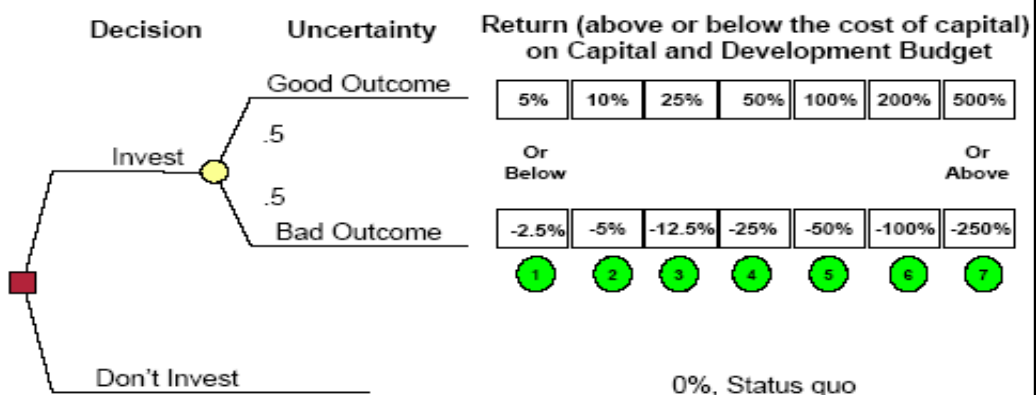 Decision Uncertainty Return (above or below the cost of capital)
on Capital and Development Budget
Good Outcome
5% 10% 25% 50% 100% 200% 500%
.5
Invest
Or Below
Or Above
.5
Bad Outcome
-2.5% -5% -12.5% -25% -50% -100% -250%
1 2 3 4 5 6 7
Don't Invest
0%, Status quo